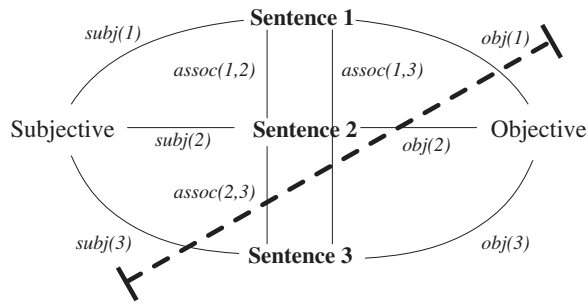 Sentence 1
subj(1)
obj(1)
assoc(1,2)
assoc(1,3)
Subjective
Sentence 2
Objective
subj(2)
obj(2)
assoc(2,3)
subj(3)
Sentence 3
obj(3)